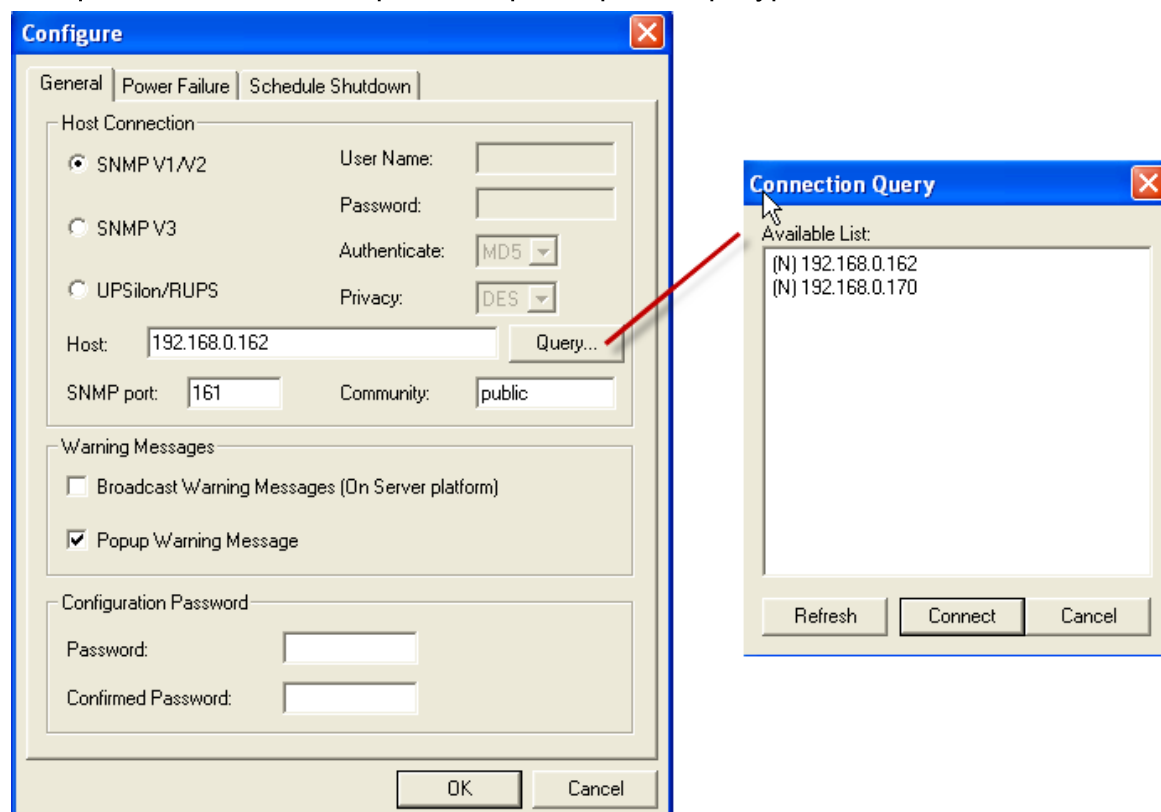 Configure
General Power Failure Schedule Shutdown
Host Connection
SNMP V1/V2 User Name:
Password:
SNMP V3
Authenticate: MD5
UPSilon/RUPS Privacy: DES
Host: 192.168.0.162 Query...
SNMP port: 161 Community: public
Warning Messages
Broadcast Warning Messages (On Server platform)
Popup Warning Message
Configuration Password
Password:
Confirmed Password:
OK Cancel
Connection Query
Available List:
(N) 192.168.0.162
(N) 192.168.0.170
Refresh Connect Cancel